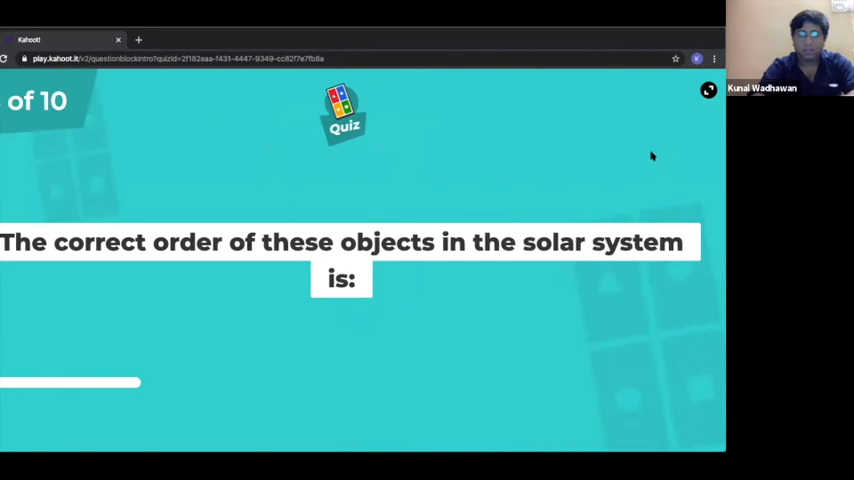 Kahoot!
play.kahoot.it/v2/questionblockintro?quizId=2f182eaa-f431-4447-9349-cc82f7e7fb8a
K
of 10
Quiz
Kunal Wadhawan
The correct order of these objects in the solar system
is: